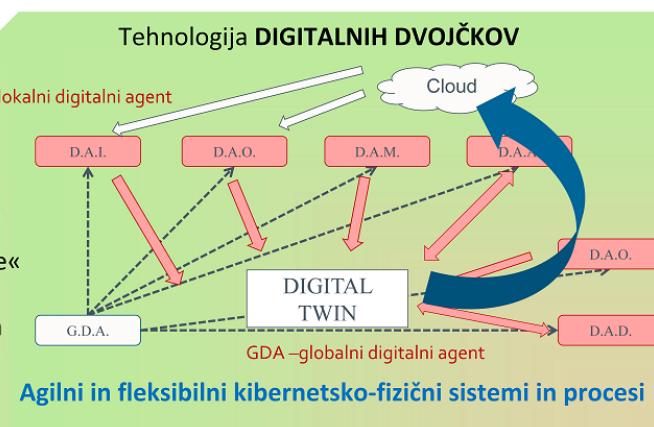 Tehnologija DIGITALNIH DVOJČKOV
Cloud
lokalni digitalni agent
D.A.I.
D.A.O.
D.A.M.
D.A.
D.A.O.
e«
DIGITAL
TWIN
G.D.A.
D.A.D.
GDA –globalni digitalni agent
Agilni in fleksibilni kibernetsko-fizični sistemi in procesi